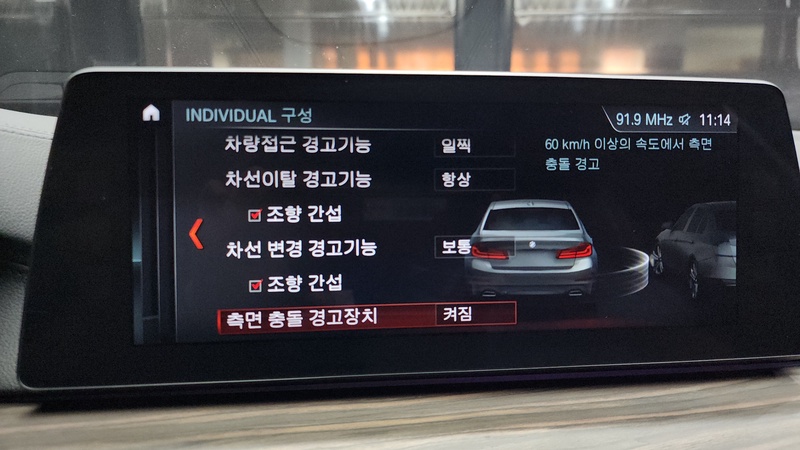 INDIVIDUAL 구성
91.9 MHz 11:14
차량접근 경고기능 일찍
차선이탈 경고기능 항상
조향 간섭
차선 변경 경고기능 보통
조향 간섭
측면 충돌 경고장치 켜짐
60 km/h 이상의 속도에서 측면
충돌 경고